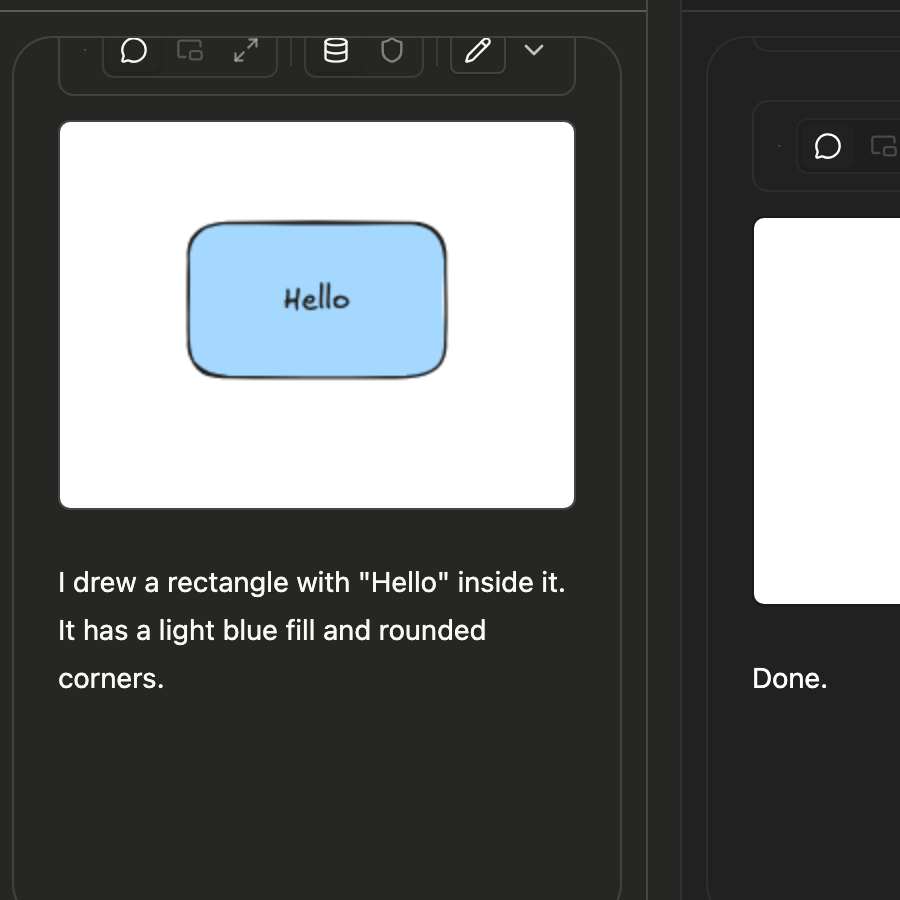 Hello
I drew a rectangle with "Hello" inside it.
It has a light blue fill and rounded
corners.
Done.